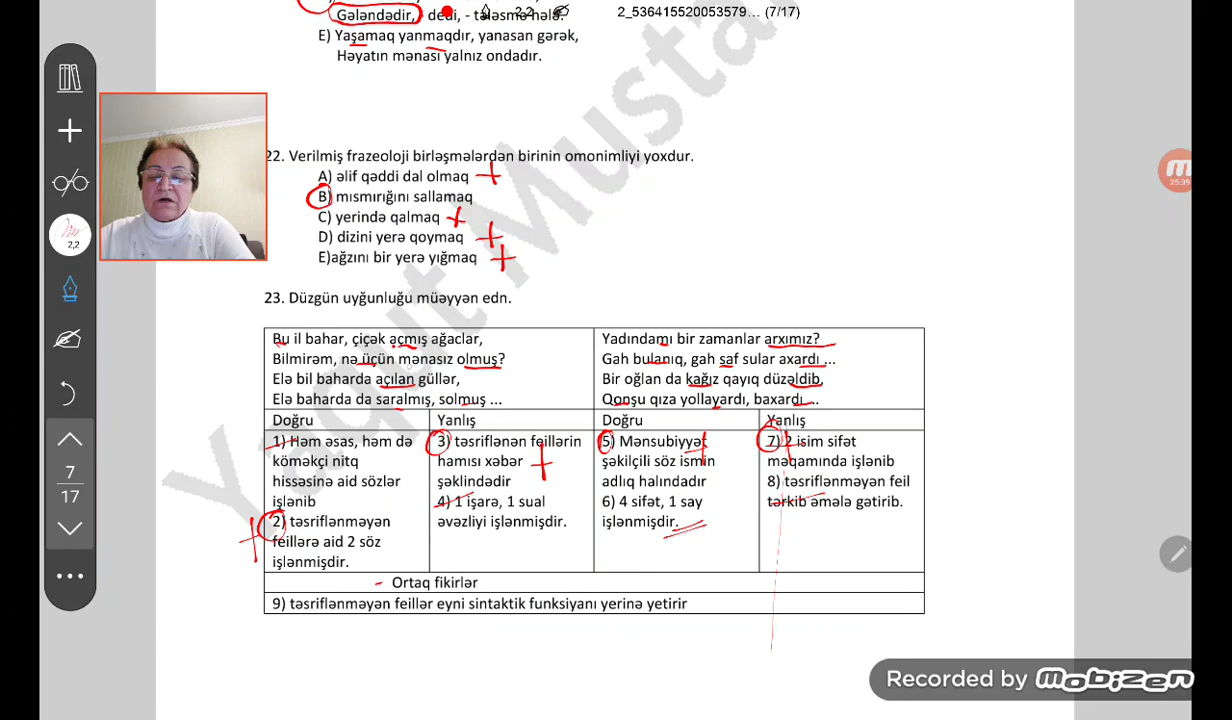 Gələndədir, - dedi, - tələsmə hələ.
2,2
2_536415520053579... (7/17)
E) Yaşamaq yanmaqdır, yanasan gərək,
Həyatın mənası yalnız ondadır.
22. Verilmiş frazeoloji birləşmələrdən birinin omonimliyi yoxdur.
A) əlif qəddi dal olmaq
B) mısmırığını sallamaq
C) yerində qalmaq
D) dizini yerə qoymaq
E)ağzını bir yerə yığmaq
23. Düzgün uyğunluğu müəyyən edn.
Bu il bahar, çiçək açmış ağaclar,
Bilmirəm, nə üçün mənasız olmuş?
Elə bil baharda açılan güllər,
Elə baharda da saralmış, solmuş ...
Yadındamı bir zamanlar arxımız?
Gah bulanıq, gah saf sular axardı ...
Bir oğlan da kağız qayıq düzəldib,
Qonşu qıza yollayardı, baxardı ...
Doğru
Yanlış
Doğru
Yanlış
1) Həm əsas, həm də
köməkçi nitq
hissəsinə aid sözlər
işlənib
2) təsriflənməyən
feillərə aid 2 söz
işlənmişdir.
3) təsriflənən feillərin
hamısı xəbər
şəklindədir
4) 1 işarə, 1 sual
əvəzliyi işlənmişdir.
5) Mənsubiyyət
şəkilçili söz ismin
adlıq halındadır
6) 4 sifət, 1 say
işlənmişdir.
7) 2 isim sifət
məqamında işlənib
8) təsriflənməyən feil
tərkib əmələ gətirib.
Ortaq fikirlər
9) təsriflənməyən feillər eyni sintaktik funksiyanı yerinə yetirir
2,2
7
17
25:39
Yaqut Musta
Recorded by mobizen